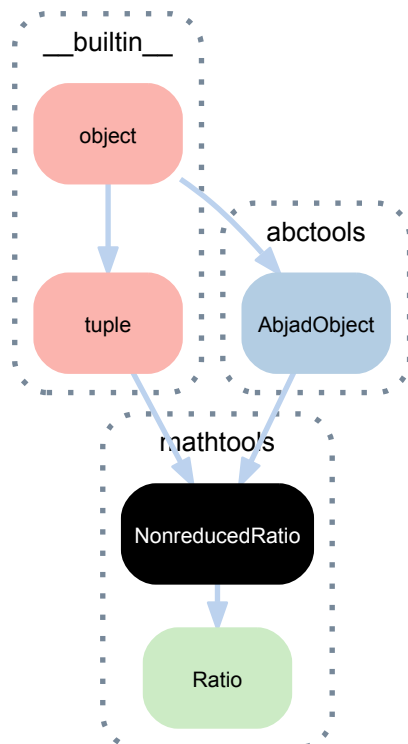 __builtin__
object
abctools
tuple
AbjadObject
mathtools
NonreducedRatio
Ratio